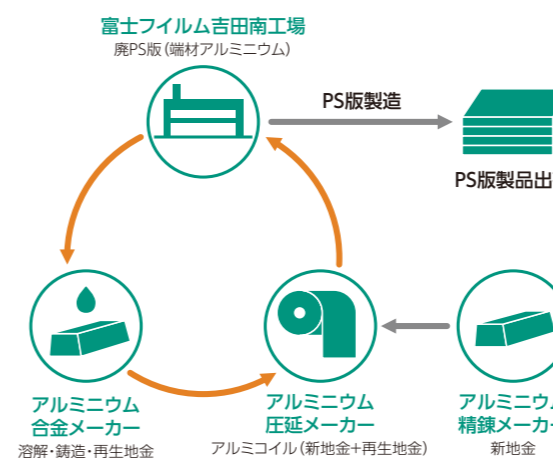 富士フイルム吉田南工場
廃PS版（端材アルミニウム）
PS版製造
PS版製品出
アルミニウム
合金メーカー
溶解・鋳造・再生地金
アルミニウム
圧延メーカー
アルミコイル（新地金＋再生地金）
アルミニウ
精錬メーカ
新地金